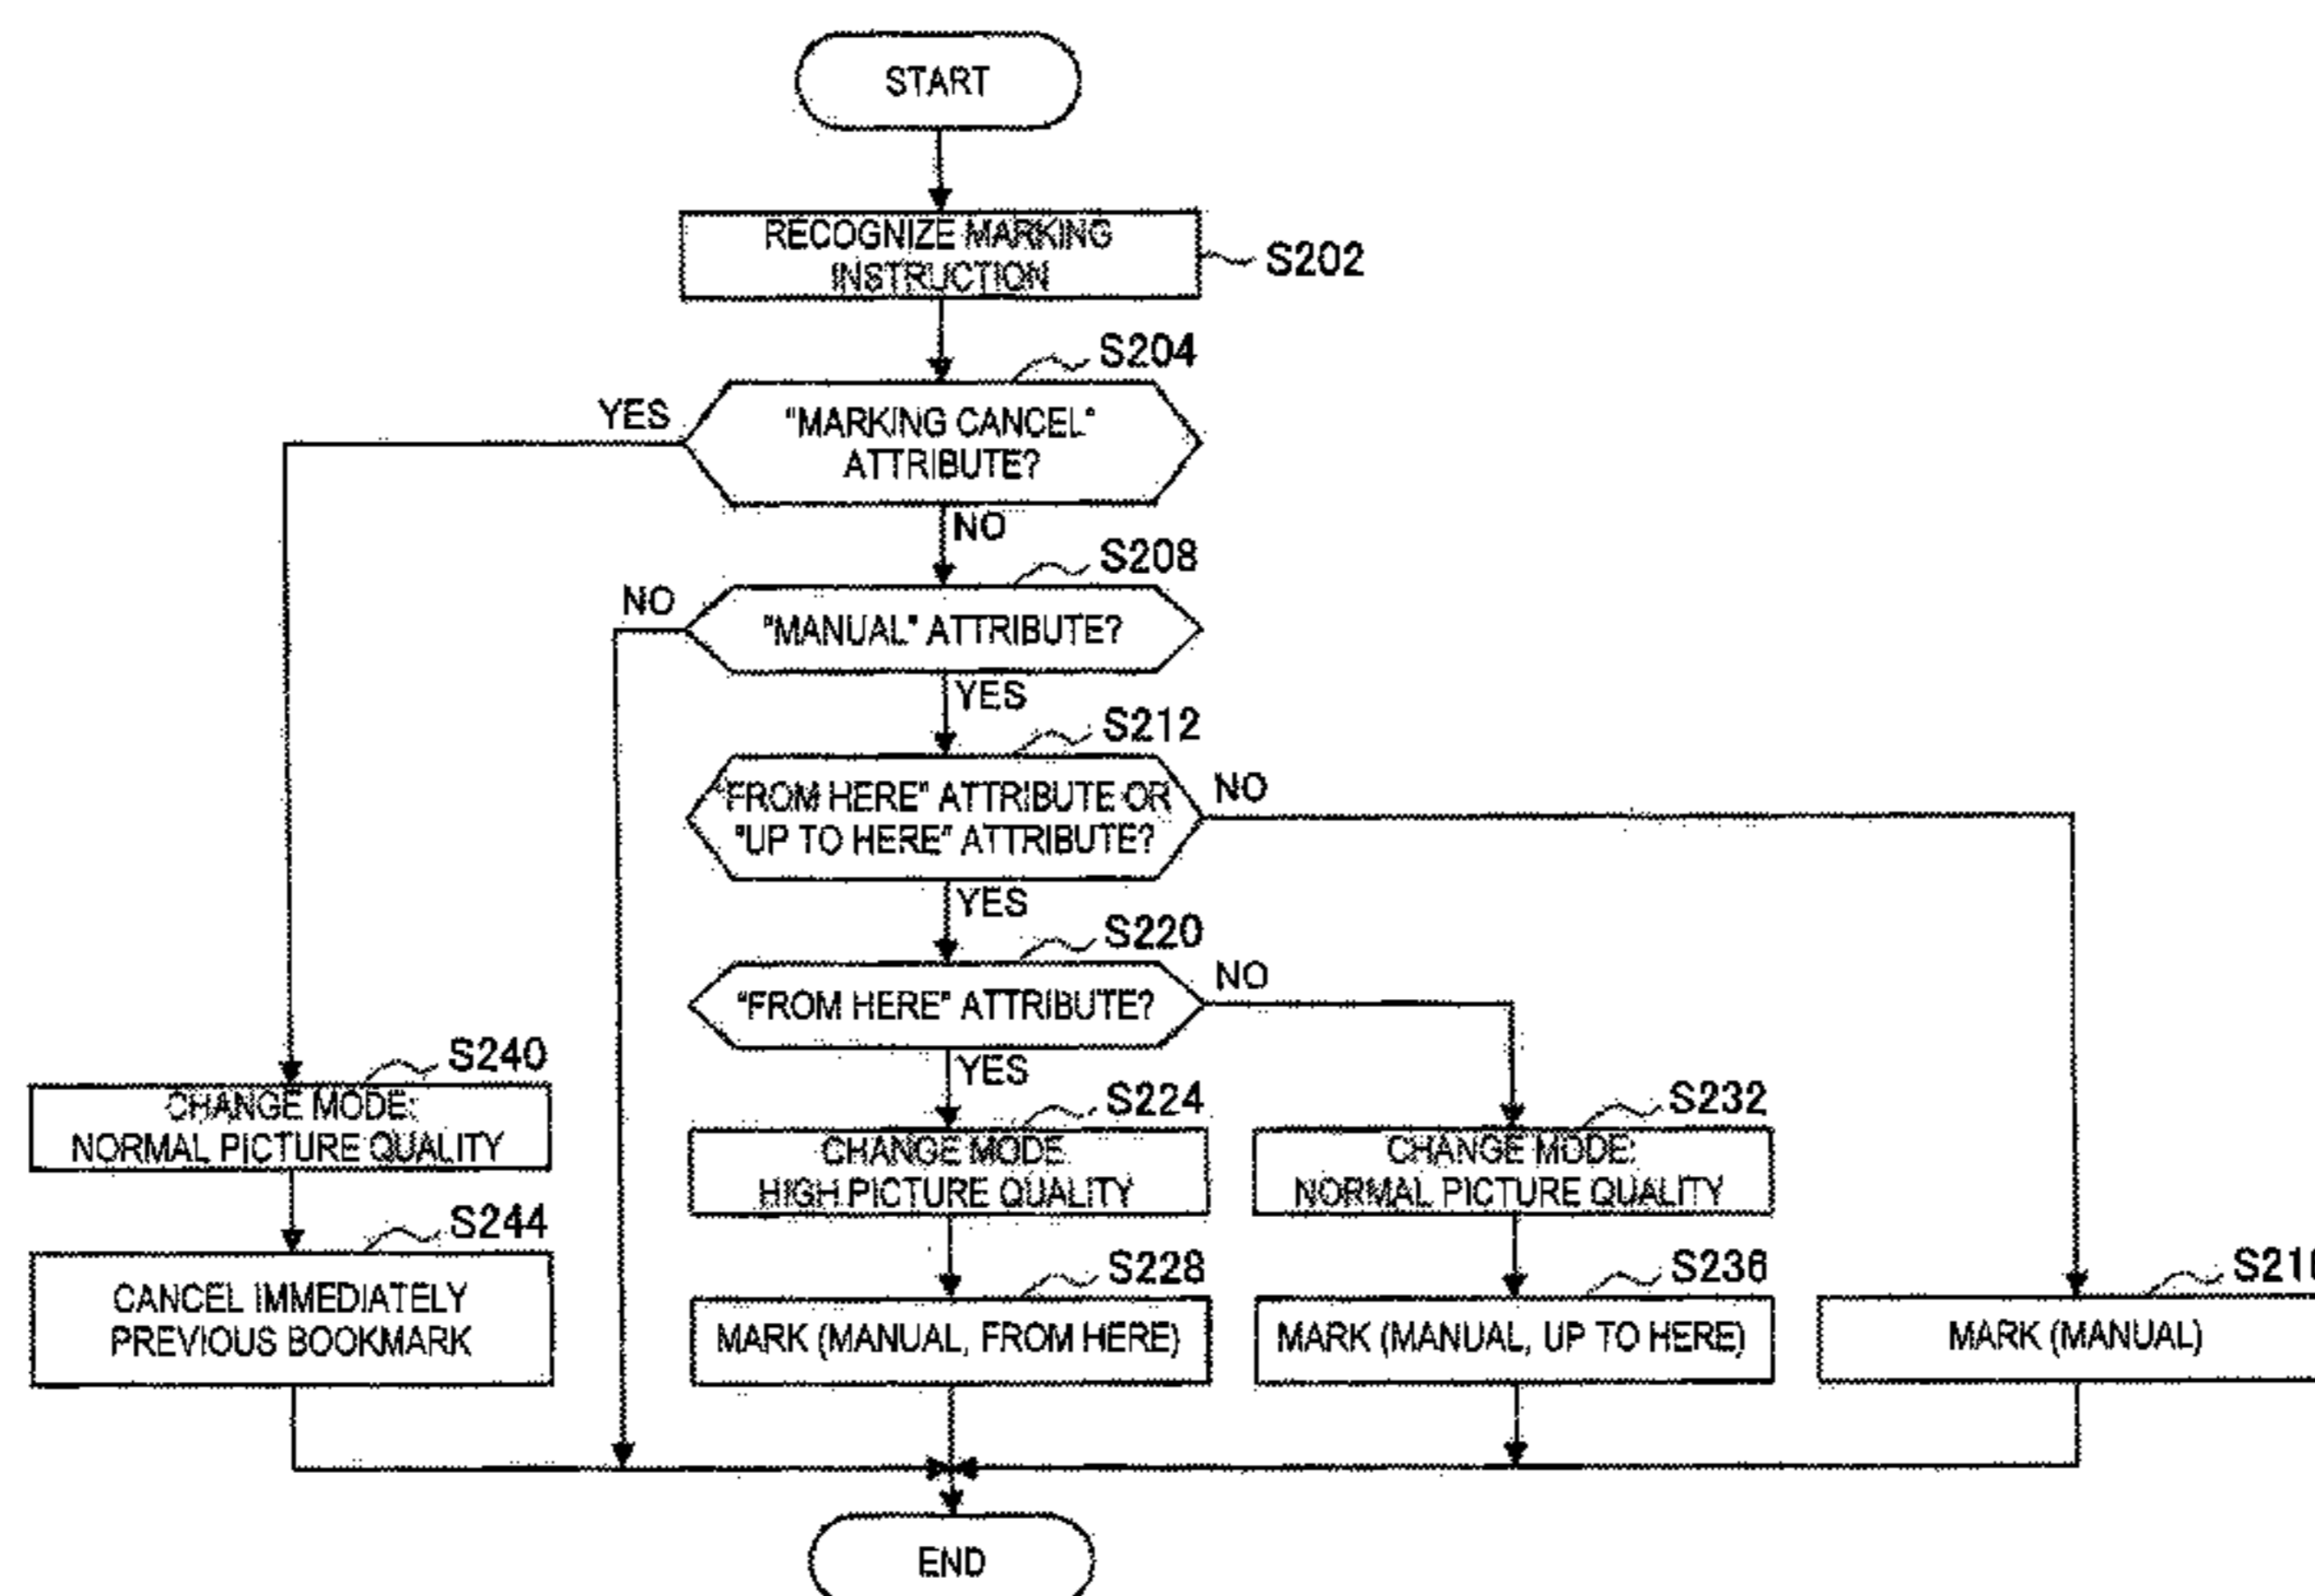 START
RECOGNIZE MARKING
INSTRUCTION
S202
S204
YES
"MARKING CANCEL"
ATTRIBUTE?
NO
S208
NO
"MANUAL" ATTRIBUTE?
YES
S212
"FROM HERE" ATTRIBUTE OR
"UP TO HERE" ATTRIBUTE?
NO
YES
S220
"FROM HERE" ATTRIBUTE?
NO
YES
S240
CHANGE MODE:
NORMAL PICTURE QUALITY
S224
CHANGE MODE:
HIGH PICTURE QUALITY
S232
CHANGE MODE:
NORMAL PICTURE QUALITY
S244
CANCEL IMMEDIATELY
PREVIOUS BOOKMARK
S228
MARK (MANUAL, FROM HERE)
S236
MARK (MANUAL, UP TO HERE)
MARK (MANUAL)
END